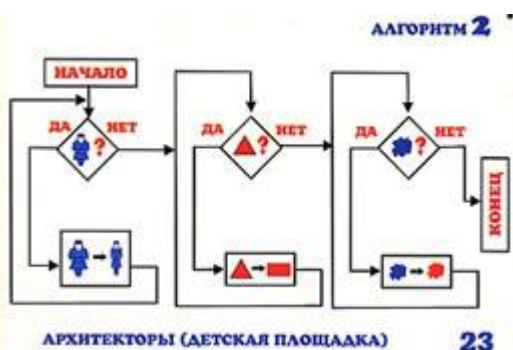 АЛГОРИТМ 2
НАЧАЛО
ДА ? НЕТ
ДА ? НЕТ
ДА ? НЕТ
КОНЕЦ
АРХИТЕКТОРЫ (ДЕТСКАЯ ПЛОЩАДКА) 23